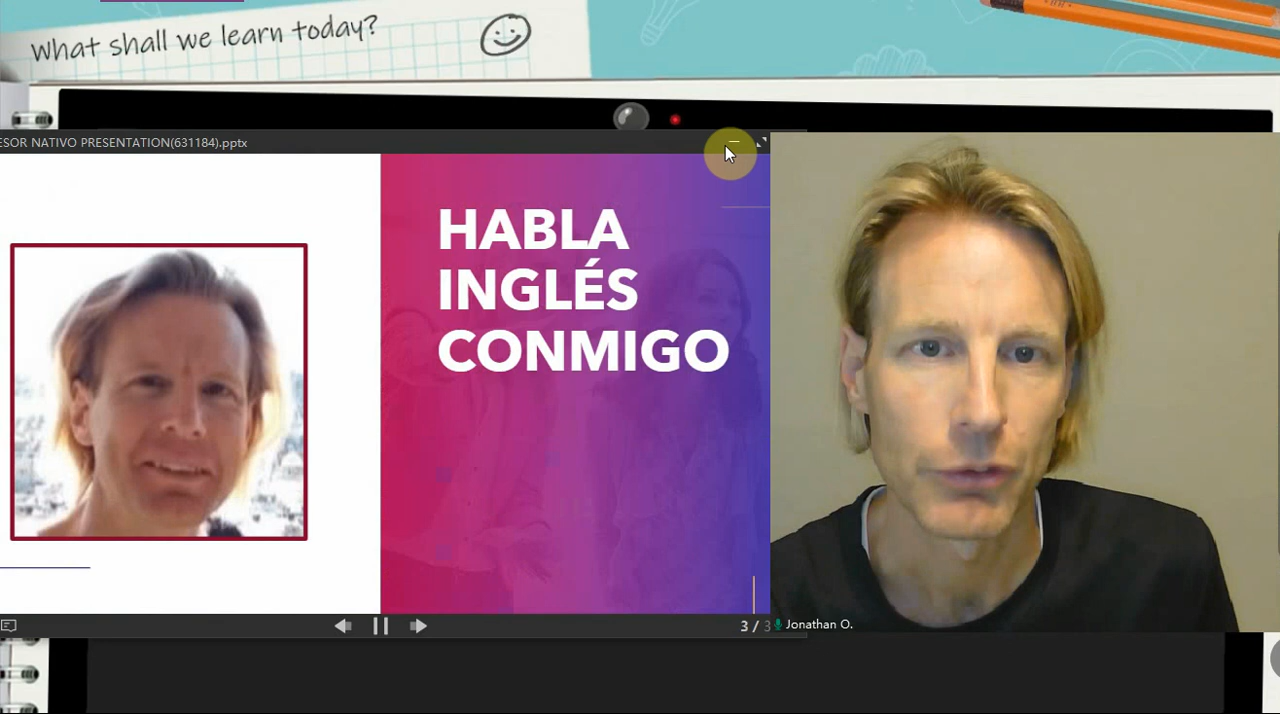 What shall we learn today?
ESOR NATIVO PRESENTATION(631184).pptx
HABLA
INGLÉS
CONMIGO
3 / 3
Jonathan O.